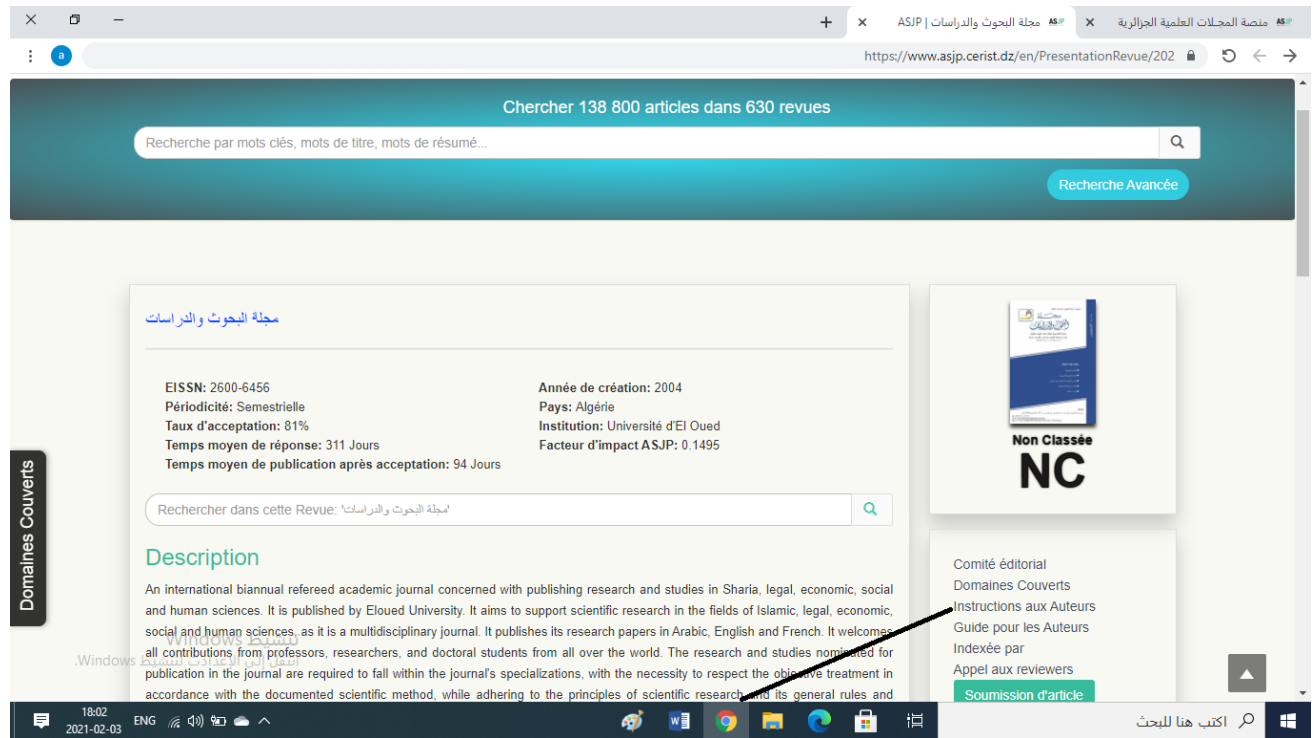 منصة المجلات العلمية الجزائرية
مجلة البحوث والدراسات | ASJP
https://www.asjp.cerist.dz/en/PresentationRevue/202
a
Chercher 138 800 articles dans 630 revues
Recherche par mots clés, mots de titre, mots de résumé...
Recherche Avancée
مجلة البحوث والدراسات
EISSN: 2600-6456
Périodicité: Semestrielle
Taux d'acceptation: 81%
Temps moyen de réponse: 311 Jours
Temps moyen de publication après acceptation: 94 Jours
Année de création: 2004
Pays: Algérie
Institution: Université d'El Oued
Facteur d'impact ASJP: 0.1495
Rechercher dans cette Revue: 'مجلة البحوث والدراسات'
Description
An international biannual refereed academic journal concerned with publishing research and studies in Sharia, legal, economic, social
and human sciences. It is published by Eloued University. It aims to support scientific research in the fields of Islamic, legal, economic,
social and human sciences, as it is a multidisciplinary journal. It publishes its research papers in Arabic, English and French. It welcomes
all contributions from professors, researchers, and doctoral students from all over the world. The research and studies nominated for
publication in the journal are required to fall within the journal's specializations, with the necessity to respect the objective treatment in
accordance with the documented scientific method, while adhering to the principles of scientific research and its general rules and
Non Classée
NC
Comité éditorial
Domaines Couverts
Instructions aux Auteurs
Guide pour les Auteurs
Indexée par
Appel aux reviewers
Soumission d'article
Domaines Couverts
تنشيط Windows
انتقل إلى الإعدادات لتنشيط Windows.
18:02
2021-02-03
ENG
اكتب هنا للبحث